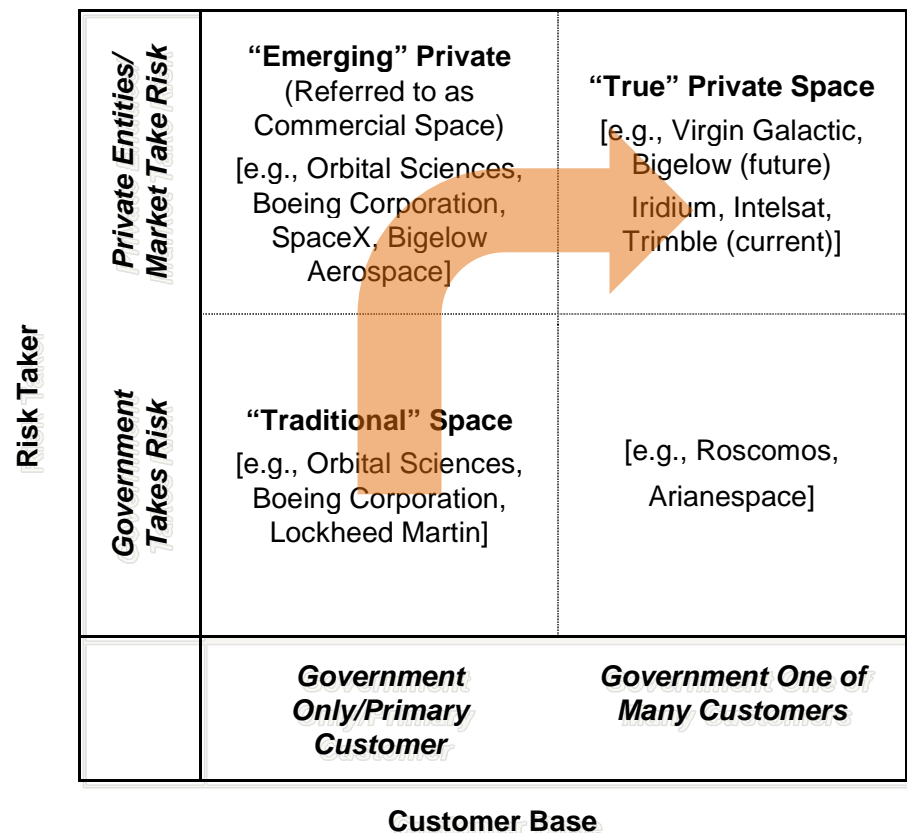 Risk Taker
Private Entities/
Market Take Risk
“Emerging” Private
(Referred to as
Commercial Space)
[e.g., Orbital Sciences,
Boeing Corporation,
SpaceX, Bigelow
Aerospace]
“True” Private Space
[e.g., Virgin Galactic,
Bigelow (future)
Iridium, Intelsat,
Trimble (current)]
Government
Takes Risk
“Traditional” Space
[e.g., Orbital Sciences,
Boeing Corporation,
Lockheed Martin]
[e.g., Roscomos,
Arianespace]
Government
Only/Primary
Customer
Government One of
Many Customers
Customer Base